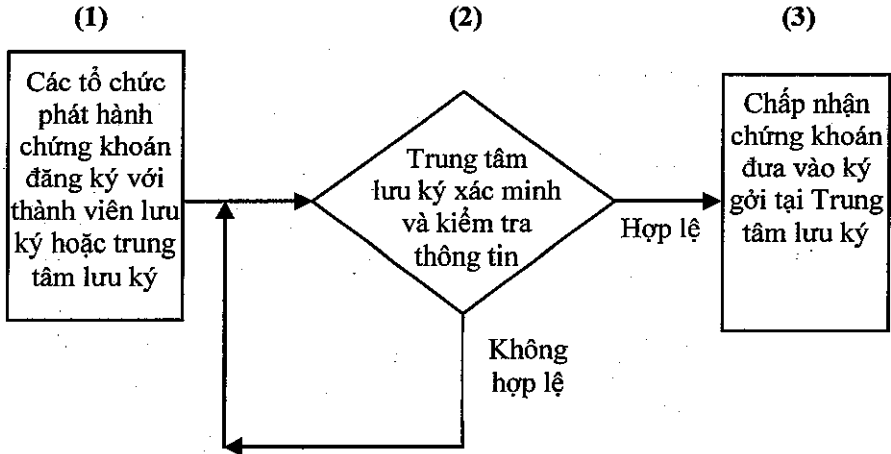 (1)
(2)
(3)
Các tổ chức
phát hành
chứng khoán
đăng ký với
thành viên lưu
ký hoặc trung
tâm lưu ký
Trung tâm
lưu ký xác minh
và kiểm tra
thông tin
Hợp lệ
Không
hợp lệ
Chấp nhận
chứng khoán
đưa vào ký
gởi tại Trung
tâm lưu ký